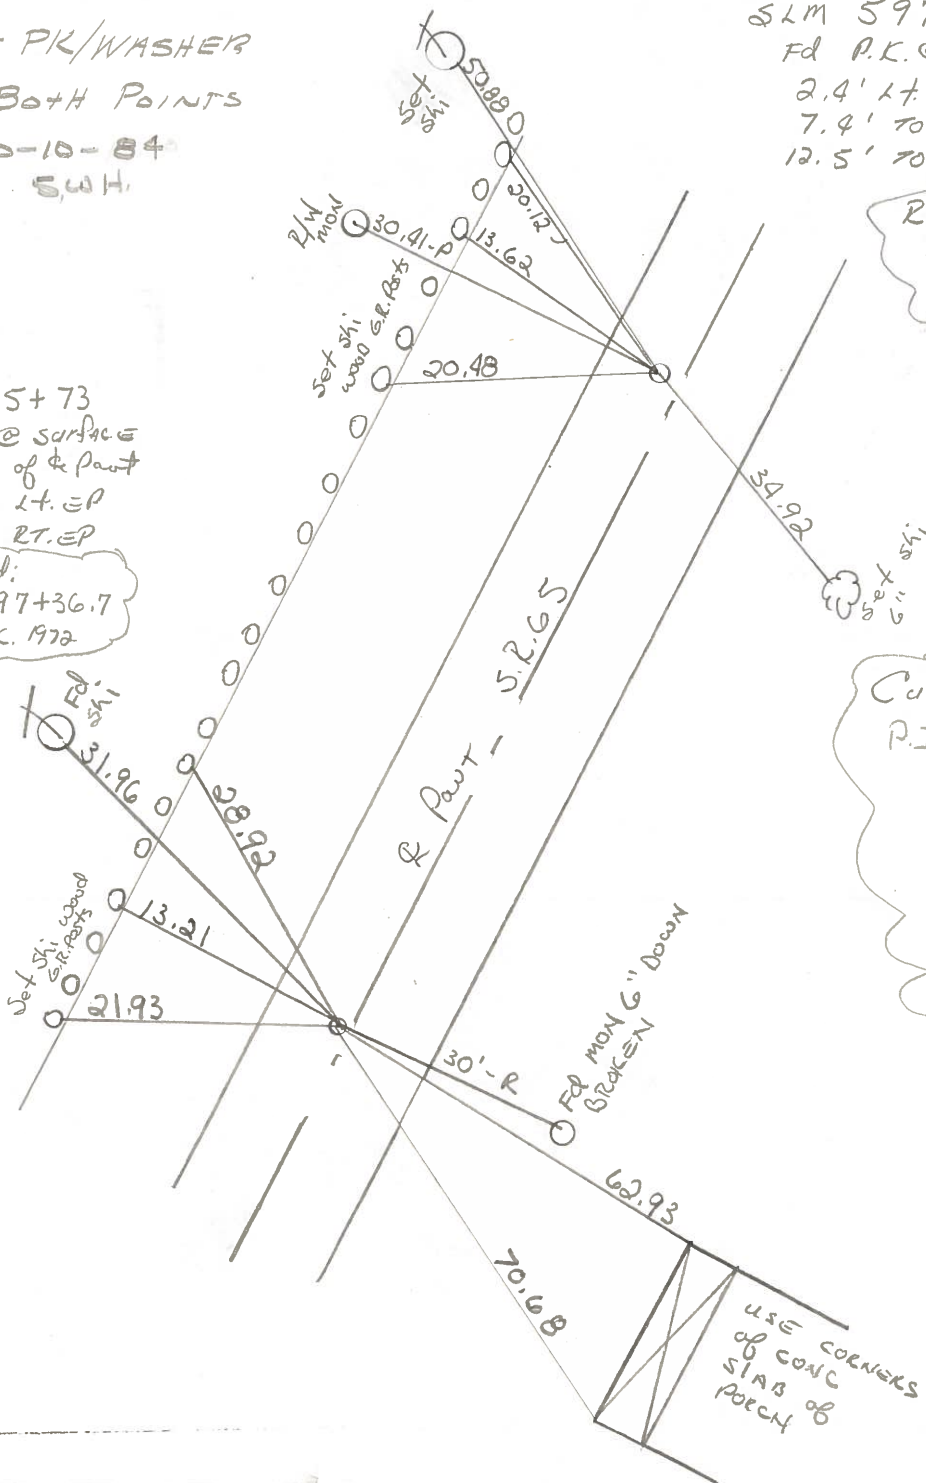 PK/WASHER
BOTH POINTS
-10-84
S.W.H.
SLM 597
Fd P.K.
2.4' Lt.
7.4' TO
12.5' TO
R
Set
Shi
50.88
20.12
R/W
MON
30.41-P
13.62
Set Shi
WOOD G.R. Posts
20.48
34.92
Set Shi
6"
5+73
@ SURFACE
of ℄ Pavt
Lt. EP
RT. EP
97+36.7
1972
S.R. 65
℄ Pavt
Fd.
Shi
31.96
28.92
Set Shi Wood
G.R. Posts
13.21
21.93
30'-R
Fd MON 6" DOWN
BROKEN
62.93
70.68
USE CORNERS
of CONC
SLAB of
PORCH
Cu
P.I